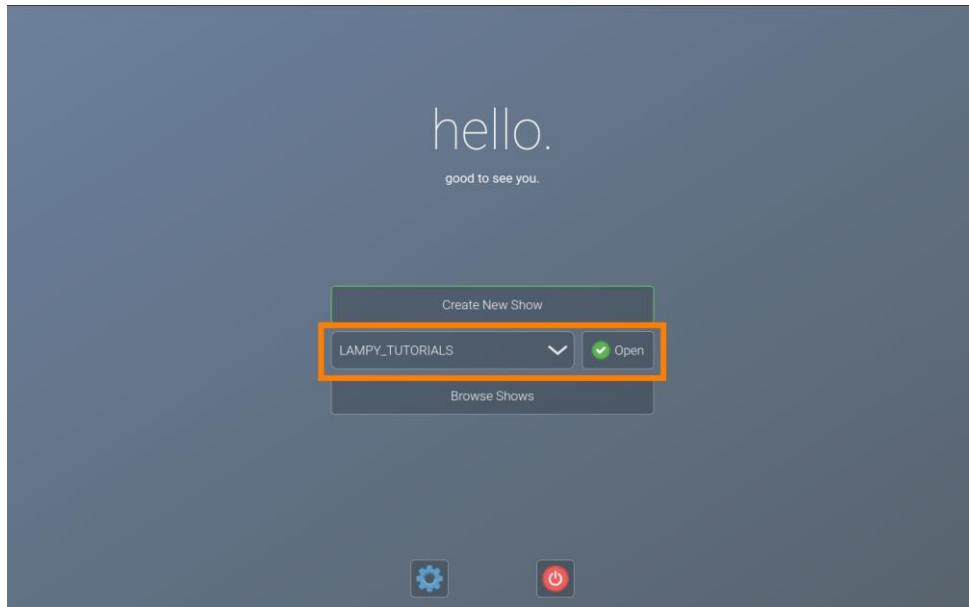 hello.
good to see you.
Create New Show
LAMPY_TUTORIALS Open
Browse Shows